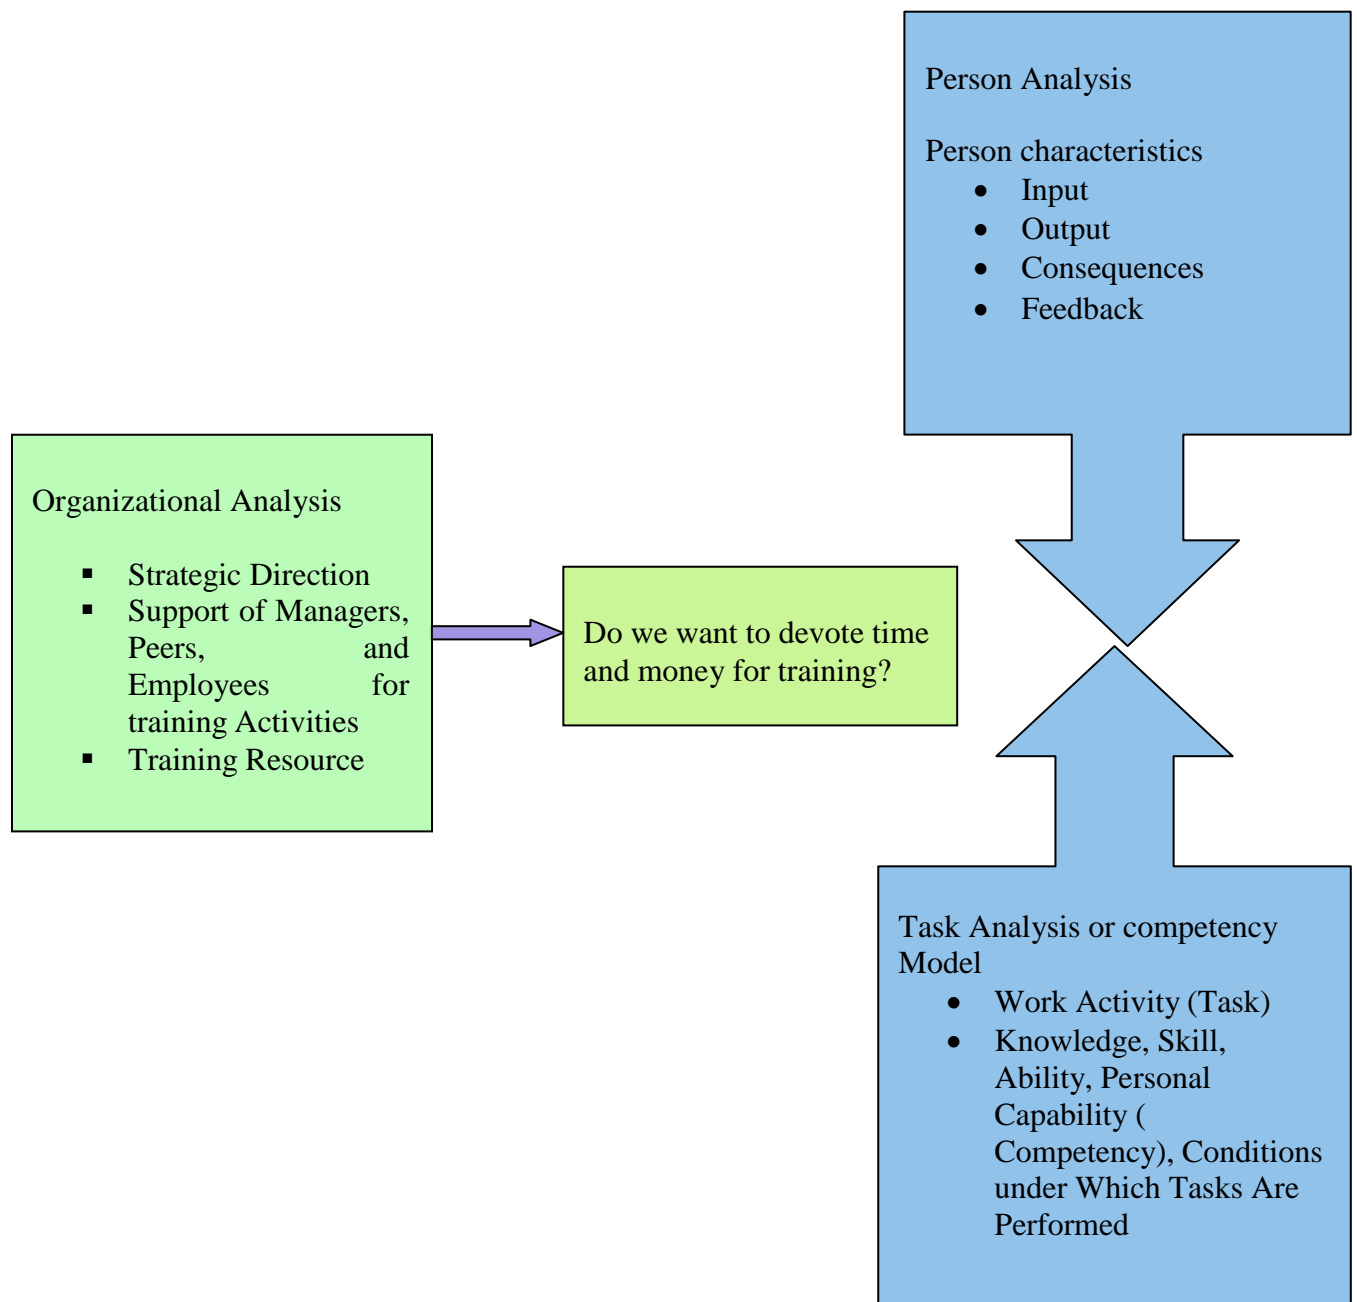 Person Analysis
Person characteristics
• Input
• Output
• Consequences
• Feedback
Organizational Analysis
▪ Strategic Direction
▪ Support of Managers,
Peers, and
Employees for
training Activities
▪ Training Resource
Do we want to devote time
and money for training?
Task Analysis or competency
Model
• Work Activity (Task)
• Knowledge, Skill,
Ability, Personal
Capability (
Competency), Conditions
under Which Tasks Are
Performed